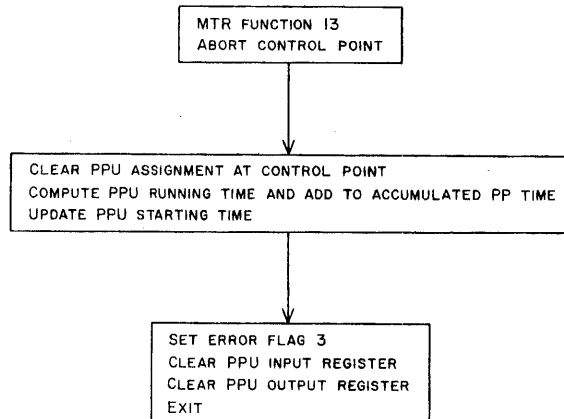 MTR FUNCTION 13
ABORT CONTROL POINT
CLEAR PPU ASSIGNMENT AT CONTROL POINT
COMPUTE PPU RUNNING TIME AND ADD TO ACCUMULATED PP TIME
UPDATE PPU STARTING TIME
SET ERROR FLAG 3
CLEAR PPU INPUT REGISTER
CLEAR PPU OUTPUT REGISTER
EXIT